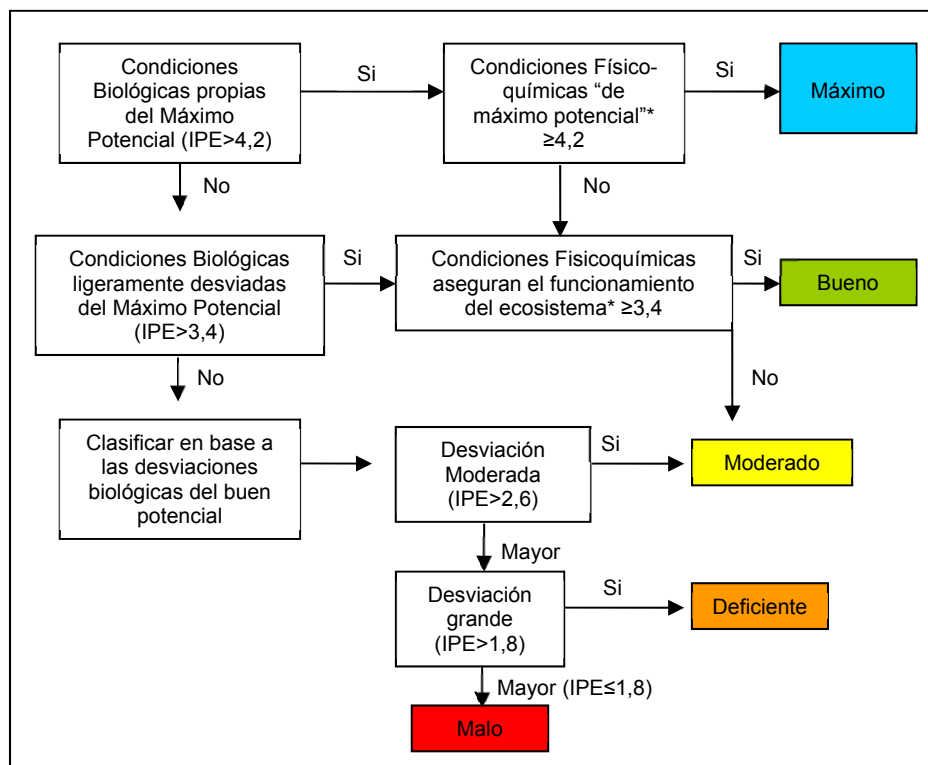 Condiciones
Biológicas propias
del Máximo
Potencial (IPE>4,2)
Si
Condiciones Físico-
químicas “de
máximo potencial”*
≥4,2
Si
Máximo
No
No
Condiciones Biológicas
ligeramente desviadas
del Máximo Potencial
(IPE>3,4)
Si
Condiciones Fisicoquímicas
aseguran el funcionamiento
del ecosistema* ≥3,4
Si
Bueno
No
No
Clasificar en base a
las desviaciones
biológicas del buen
potencial
Desviación
Moderada
(IPE>2,6)
Si
Moderado
Mayor
Desviación
grande
(IPE>1,8)
Si
Deficiente
Mayor (IPE≤1,8)
Malo